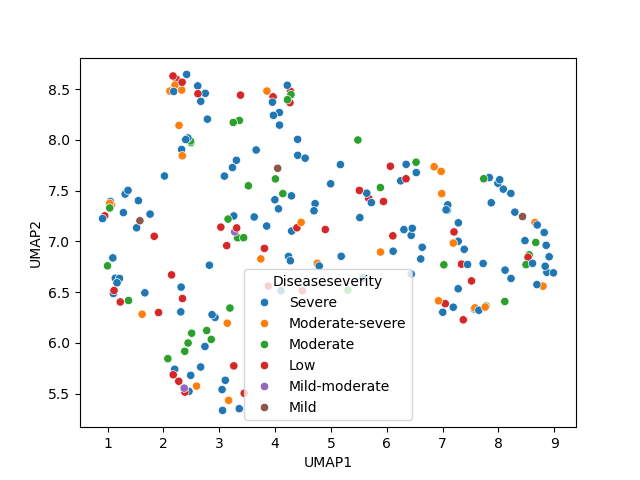 8.5
8.0
7.5
7.0
6.5
6.0
5.5
UMAP2
Diseaseseverity
Severe
Moderate-severe
Moderate
Low
Mild-moderate
Mild
1 2 3 4 5 6 7 8 9
UMAP1